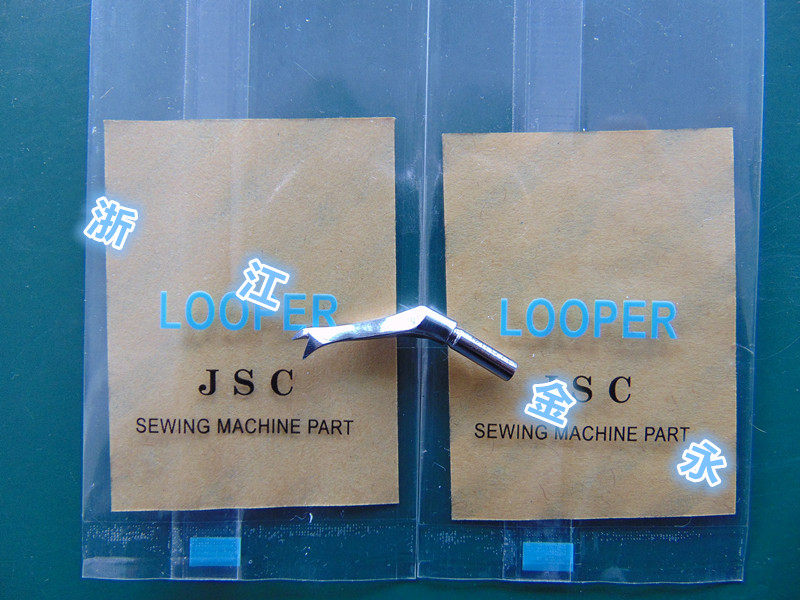 LOOPER
JSC
SEWING MACHINE PART
LOOPER
JSC
SEWING MACHINE PART
浙江金永